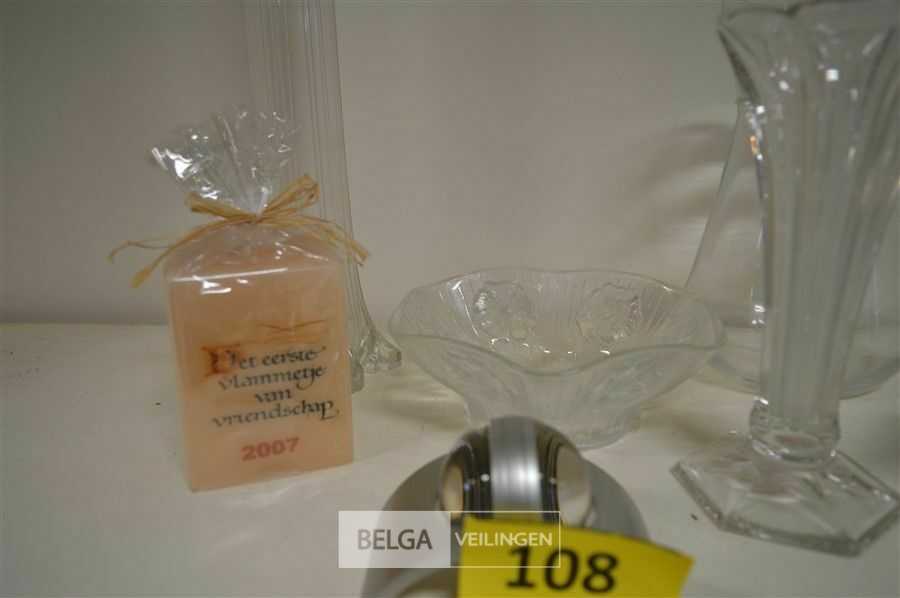 Het eerste
vlammetje
van
vriendschap
2007
BELGA VEILINGEN
108